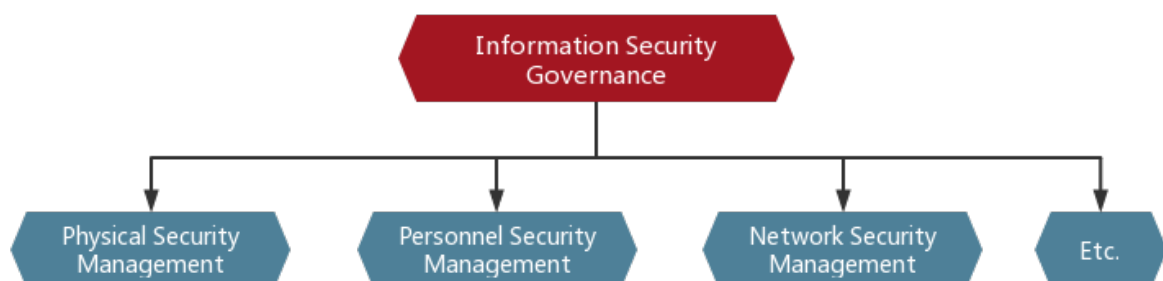 Information Security
Governance
Physical Security
Management
Personnel Security
Management
Network Security
Management
Etc.